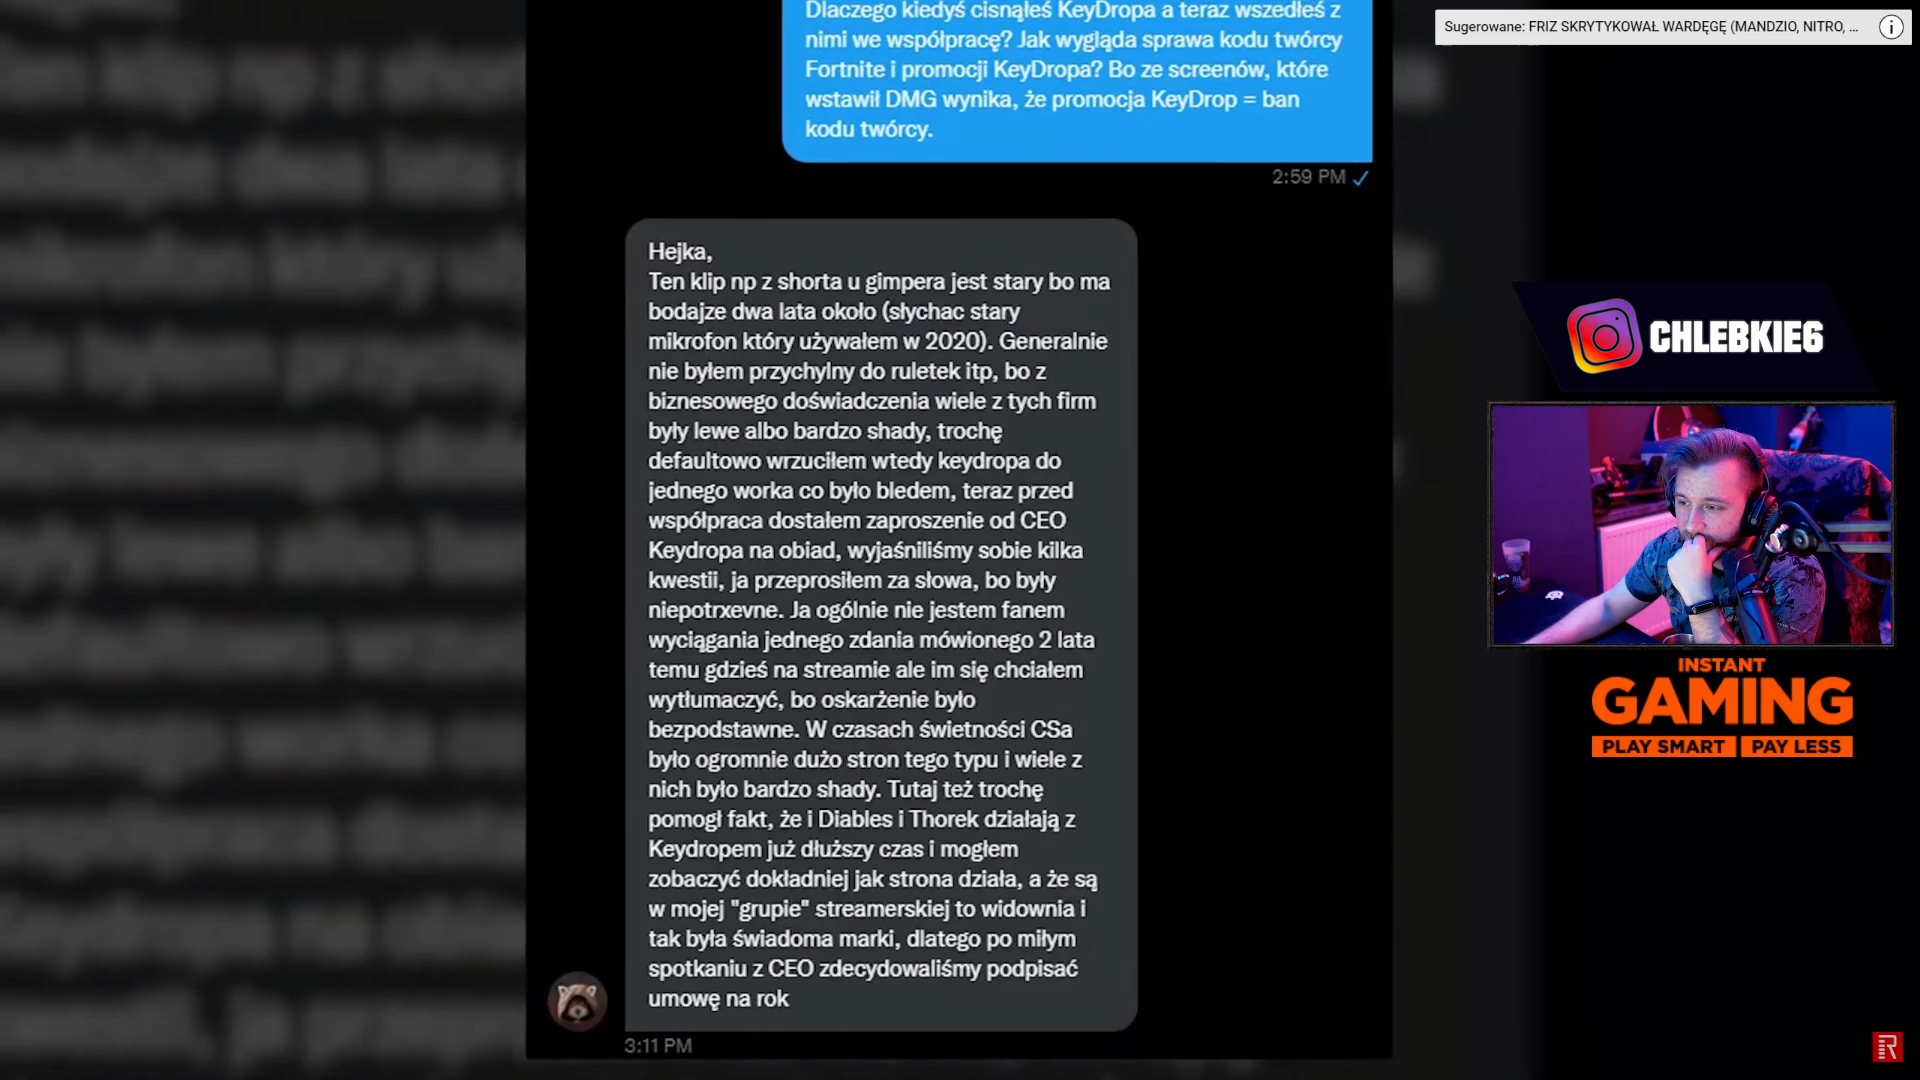 Dlaczego kiedyś cisnąłeś KeyDropa a teraz wszedłeś z
nimi we współpracę? Jak wygląda sprawa kodu twórcy
Fortnite i promocji KeyDropa? Bo ze screenów, które
wstawił DMG wynika, że promocja KeyDrop = ban
kodu twórcy.
2:59 PM
Sugerowane: FRIZ SKRYTYKOWAŁ WARDĘGĘ (MANDZIO, NITRO, ...
Hejka,
Ten klip np z shorta u gimpera jest stary bo ma
bodajze dwa lata około (słychac stary
mikrofon który używałem w 2020). Generalnie
nie byłem przychylny do ruletek itp, bo z
biznesowego doświadczenia wiele z tych firm
były lewe albo bardzo shady, trochę
defaultowo wrzuciłem wtedy keydropa do
jednego worka co było bledem, teraz przed
współpraca dostałem zaproszenie od CEO
Keydropa na obiad, wyjaśniliśmy sobie kilka
kwestii, ja przeprosiłem za słowa, bo były
niepotrxevne. Ja ogólnie nie jestem fanem
wyciągania jednego zdania mówionego 2 lata
temu gdzieś na streamie ale im się chciałem
wytłumaczyć, bo oskarżenie było
bezpodstawne. W czasach świetności CSa
było ogromnie dużo stron tego typu i wiele z
nich było bardzo shady. Tutaj też trochę
pomogł fakt, że i Diables i Thorek działają z
Keydropem już dłuższy czas i mogłem
zobaczyć dokładniej jak strona działa, a że są
w mojej "grupie" streamerskiej to widownia i
tak była świadoma marki, dlatego po miłym
spotkaniu z CEO zdecydowaliśmy podpisać
umowę na rok
3:11 PM
CHLEBKIE6
INSTANT
GAMING
PLAY SMART PAY LESS